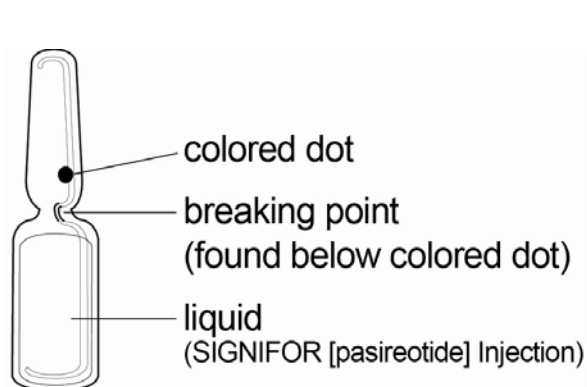 colored dot
breaking point
(found below colored dot)
liquid
(SIGNIFOR [pasireotide] Injection)